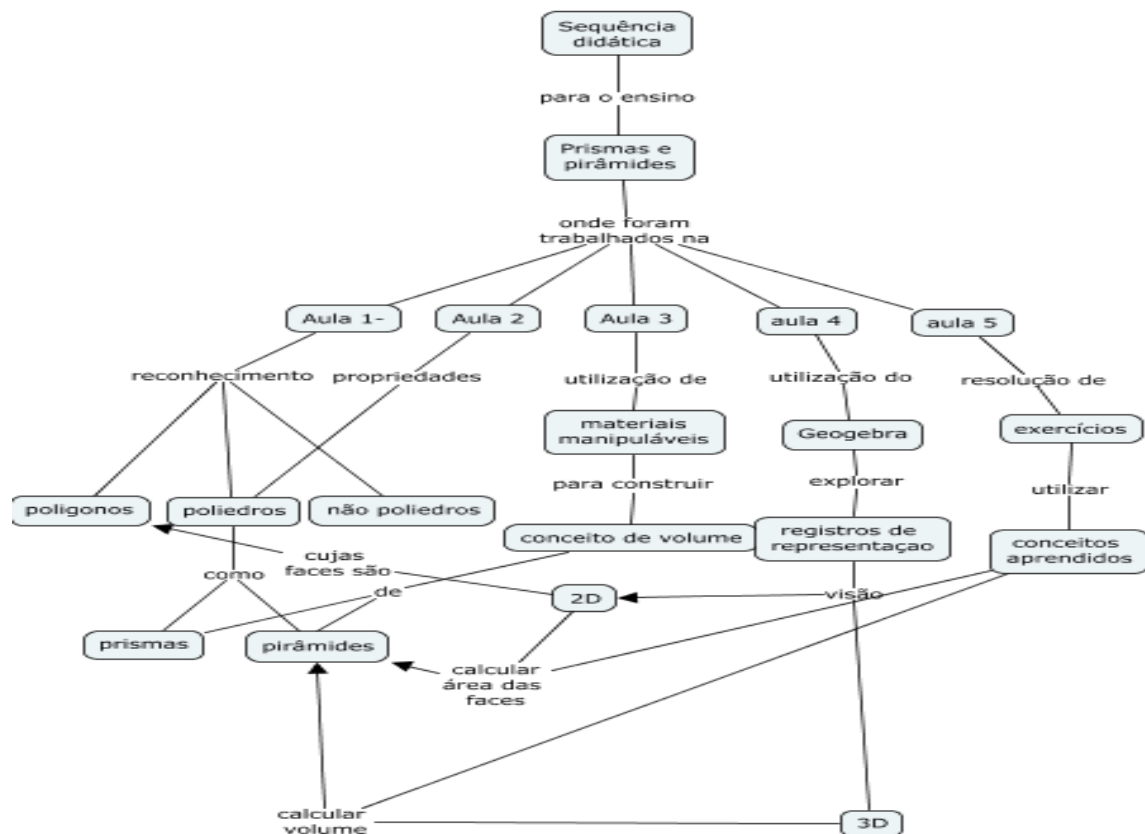 Sequência
didática
para o ensino
Prismas e
pirâmides
onde foram
trabalhados na
Aula 1-
Aula 2
Aula 3
aula 4
aula 5
reconhecimento
propriedades
utilização de
utilização do
resolução de
materiais
manipuláveis
Geogebra
exercícios
para construir
explorar
utilizar
poligonos
poliedros
não poliedros
conceito de volume
registros de
representaçao
conceitos
aprendidos
cujas
faces são
como
de
2D
visão
prismas
pirâmides
calcular
área das
faces
calcular
volume
3D